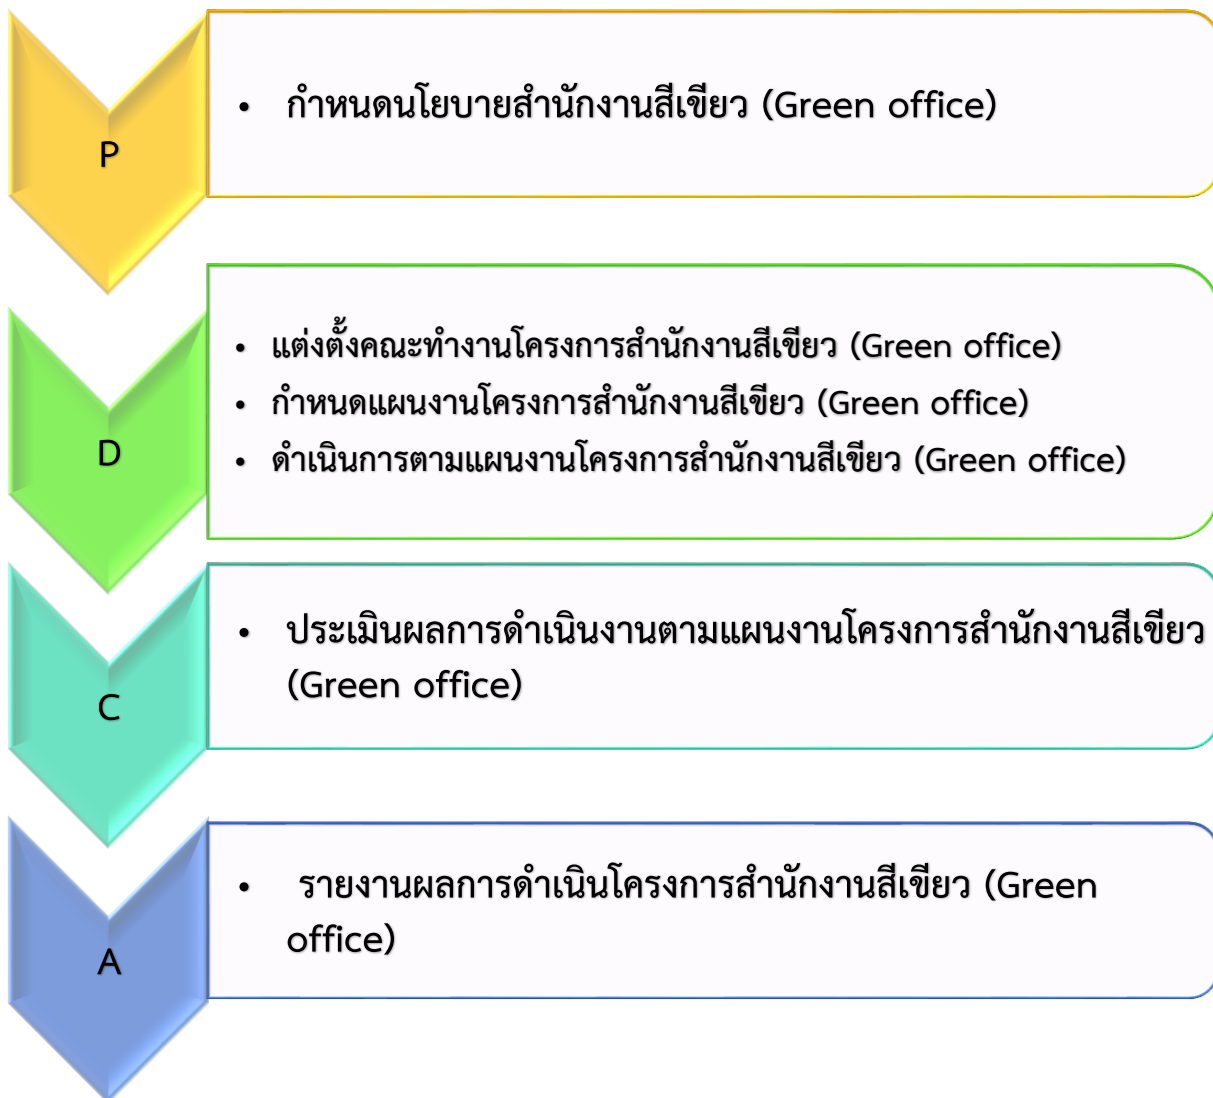 P
• กำหนดนโยบายสำนักงานสีเขียว (Green office)
D
• แต่งตั้งคณะทำงานโครงการสำนักงานสีเขียว (Green office)
• กำหนดแผนงานโครงการสำนักงานสีเขียว (Green office)
• ดำเนินการตามแผนงานโครงการสำนักงานสีเขียว (Green office)
C
• ประเมินผลการดำเนินงานตามแผนงานโครงการสำนักงานสีเขียว
(Green office)
A
• รายงานผลการดำเนินโครงการสำนักงานสีเขียว (Green
office)